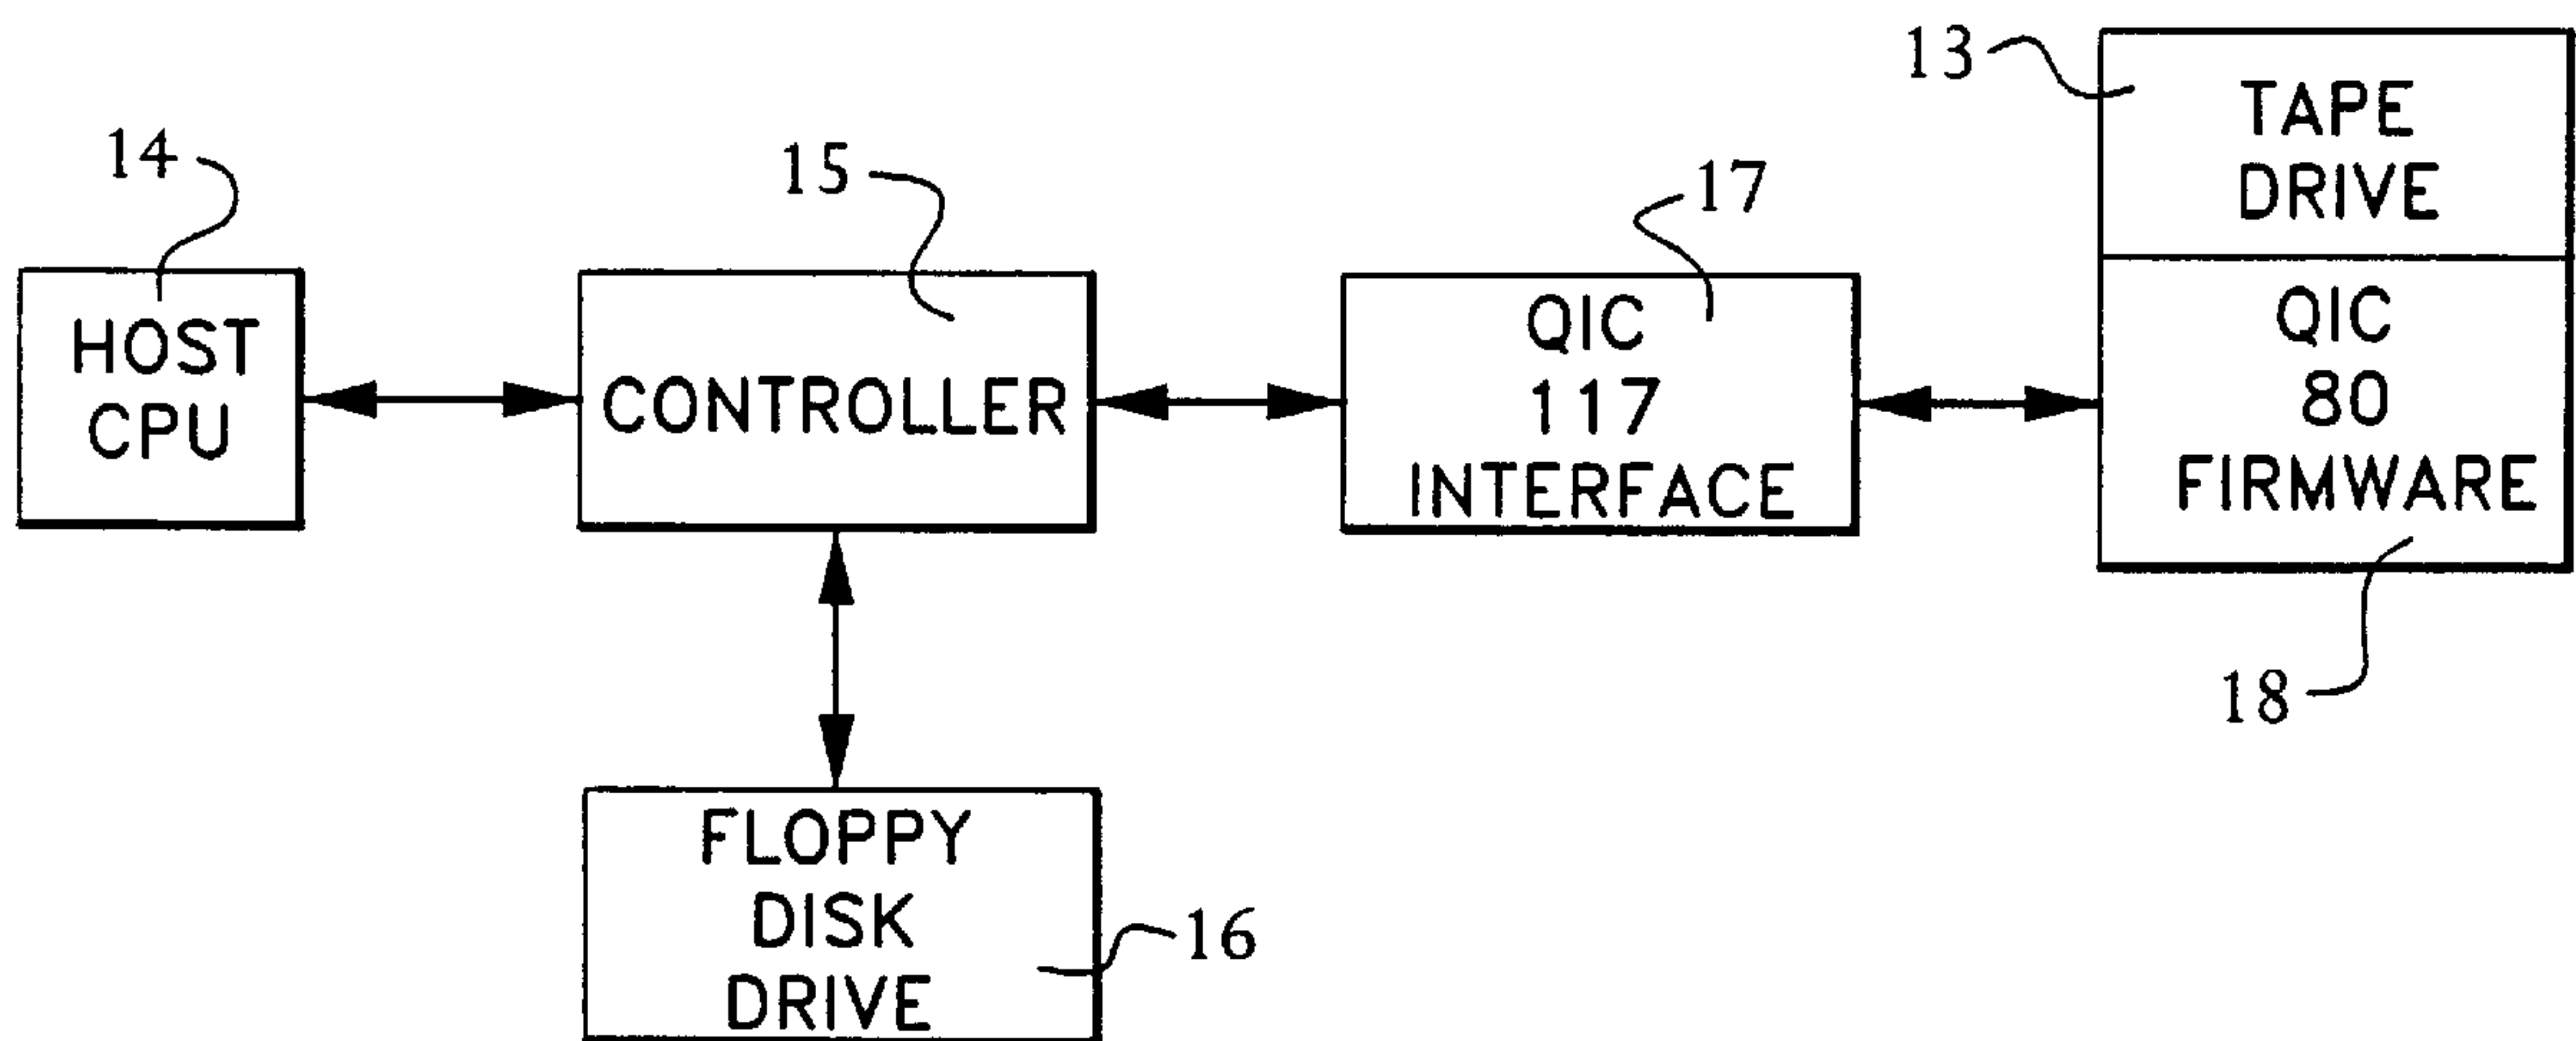 13
TAPE
DRIVE
14
15
17
HOST
CPU
CONTROLLER
QIC
117
INTERFACE
QIC
80
FIRMWARE
18
FLOPPY
DISK
DRIVE
16